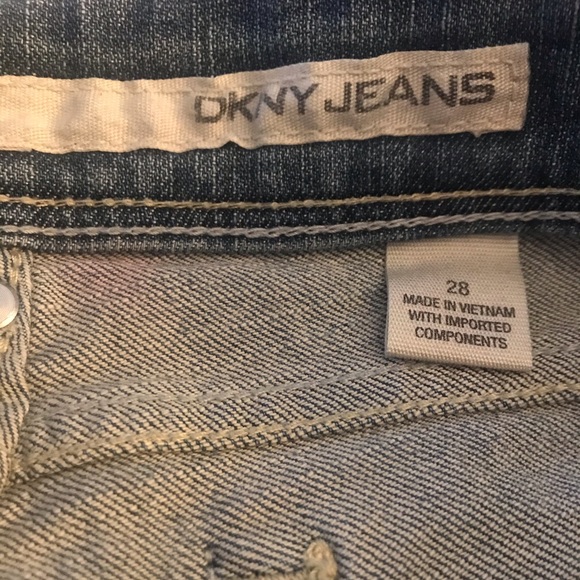 DKNY JEANS
28
MADE IN VIETNAM
WITH IMPORTED
COMPONENTS